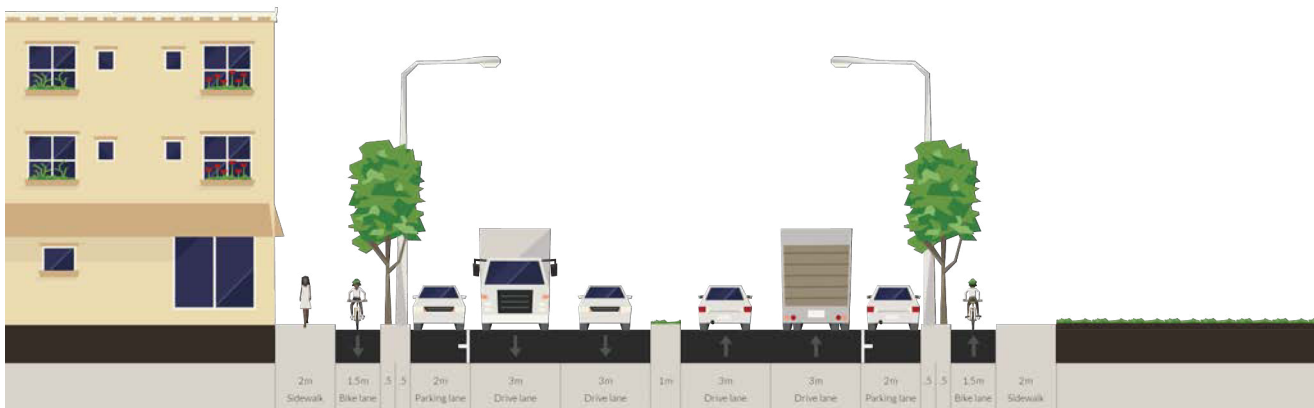 2m
Sidewalk
1.5m
Bike lane
.5
.5
2m
Parking lane
3m
Drive lane
3m
Drive lane
1m
3m
Drive lane
3m
Drive lane
2m
Parking lane
.5
.5
1.5m
Bike lane
2m
Sidewalk